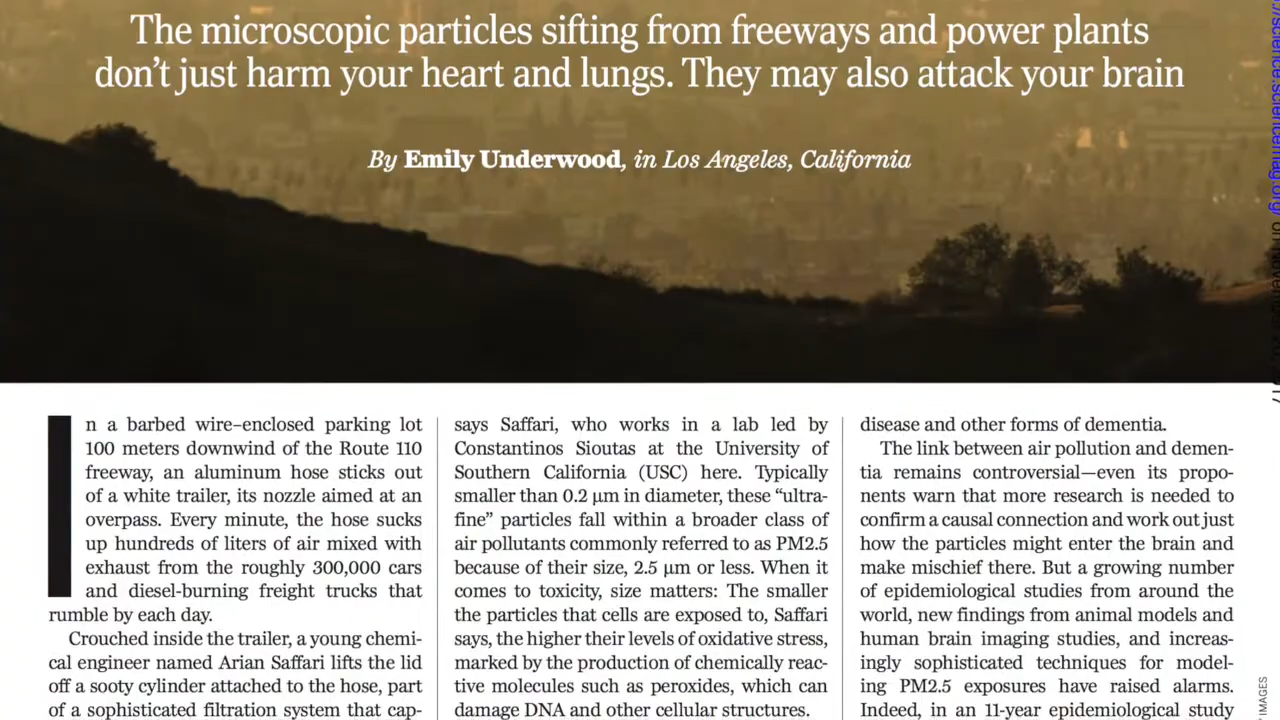 The microscopic particles sifting from freeways and power plants
don't just harm your heart and lungs. They may also attack your brain
By Emily Underwood, in Los Angeles, California
In a barbed wire–enclosed parking lot
100 meters downwind of the Route 110
freeway, an aluminum hose sticks out
of a white trailer, its nozzle aimed at an
overpass. Every minute, the hose sucks
up hundreds of liters of air mixed with
exhaust from the roughly 300,000 cars
and diesel-burning freight trucks that
rumble by each day.
Crouched inside the trailer, a young chemi-
cal engineer named Arian Saffari lifts the lid
off a sooty cylinder attached to the hose, part
of a sophisticated filtration system that cap-
says Saffari, who works in a lab led by
Constantinos Sioutas at the University of
Southern California (USC) here. Typically
smaller than 0.2 µm in diameter, these “ultra-
fine” particles fall within a broader class of
air pollutants commonly referred to as PM2.5
because of their size, 2.5 µm or less. When it
comes to toxicity, size matters: The smaller
the particles that cells are exposed to, Saffari
says, the higher their levels of oxidative stress,
marked by the production of chemically reac-
tive molecules such as peroxides, which can
damage DNA and other cellular structures.
disease and other forms of dementia.
The link between air pollution and demen-
tia remains controversial—even its propo-
nents warn that more research is needed to
confirm a causal connection and work out just
how the particles might enter the brain and
make mischief there. But a growing number
of epidemiological studies from around the
world, new findings from animal models and
human brain imaging studies, and increas-
ingly sophisticated techniques for model-
ing PM2.5 exposures have raised alarms.
Indeed, in an 11-year epidemiological study
science.sciencemag.org/ on
IMAGES